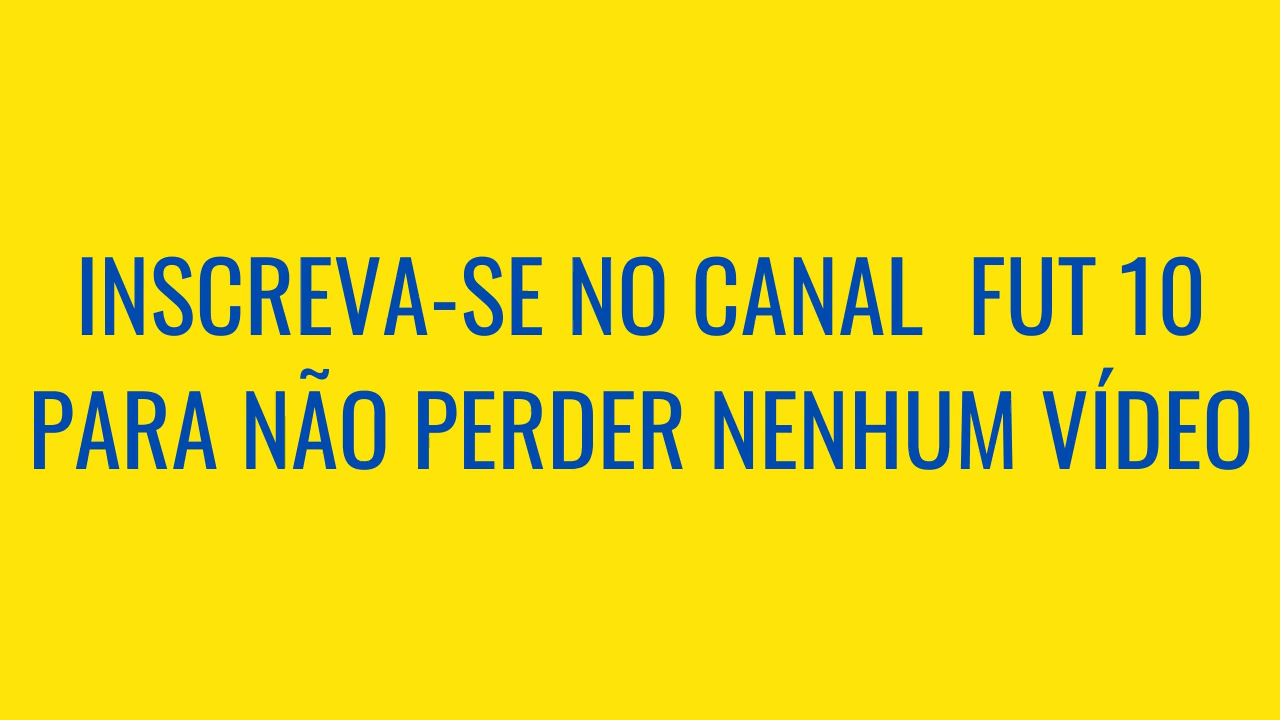 INSCREVA-SE NO CANAL  FUT 10
PARA NÃO PERDER NENHUM VÍDEO